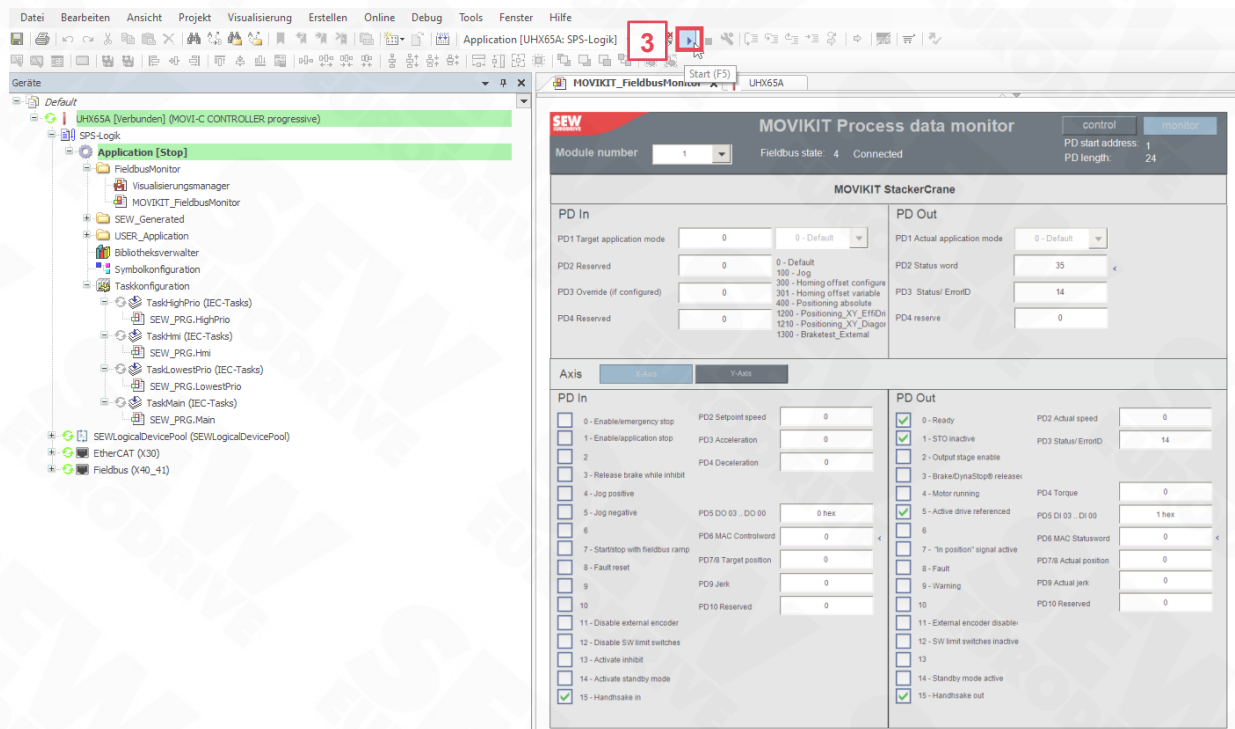 Datei Bearbeiten Ansicht Projekt Visualisierung Erstellen Online Debug Tools Fenster Hilfe
Application [UHX65A: SPS-Logik]
3
Start (F5)
Geräte
MOVIKIT_FieldbusMonitor
UHX65A
Default
UHX65A [Verbunden] (MOVI-C CONTROLLER progressive)
SPS-Logik
Application [Stop]
FieldbusMonitor
Visualisierungsmanager
MOVIKIT_FieldbusMonitor
SEW_Generated
USER_Application
Bibliotheksverwalter
Symbolkonfiguration
Taskkonfiguration
TaskHighPrio (IEC-Tasks)
SEW_PRG.HighPrio
TaskHmi (IEC-Tasks)
SEW_PRG.Hmi
TaskLowestPrio (IEC-Tasks)
SEW_PRG.LowestPrio
TaskMain (IEC-Tasks)
SEW_PRG.Main
SEWLogicalDevicePool (SEWLogicalDevicePool)
EtherCAT (X30)
Fieldbus (X40_41)
SEW
EURODRIVE
MOVIKIT Process data monitor
control monitor
Module number 1 Fieldbus state: 4 Connected
PD start address: 1
PD length: 24
MOVIKIT StackerCrane
PD In
PD1 Target application mode 0 0 - Default
PD2 Reserved 0
PD3 Override (if configured) 0
PD4 Reserved 0
0 - Default
100 - Jog
300 - Homing offset configure
301 - Homing offset variable
400 - Positioning absolute
1200 - Positioning_XY_EffiDri
1210 - Positioning_XY_Diagor
1300 - Braketest_External
PD Out
PD1 Actual application mode 0 - Default
PD2 Status word 35 <
PD3 Status/ ErrorID 14
PD4 reserve 0
Axis X-Axis Y-Axis
PD In
0 - Enable/emergency stop
1 - Enable/application stop
2
3 - Release brake while inhibit
4 - Jog positive
5 - Jog negative
6
7 - Start/stop with fieldbus ramp
8 - Fault reset
9
10
11 - Disable external encoder
12 - Disable SW limit switches
13 - Activate inhibit
14 - Activate standby mode
15 - Handhsake in
PD2 Setpoint speed 0
PD3 Acceleration 0
PD4 Deceleration 0
PD5 DO 03 .. DO 00 0 hex
PD6 MAC Controlword 0 <
PD7/8 Target position 0
PD9 Jerk 0
PD10 Reserved 0
PD Out
0 - Ready
1 - STO inactive
2 - Output stage enable
3 - Brake/DynaStop® released
4 - Motor running
5 - Active drive referenced
6
7 - "In position" signal active
8 - Fault
9 - Warning
10
11 - External encoder disable
12 - SW limit switches inactive
13
14 - Standby mode active
15 - Handhsake out
PD2 Actual speed 0
PD3 Status/ ErrorID 14
PD4 Torque 0
PD5 DI 03 .. DI 00 1 hex
PD6 MAC Statusword 0 <
PD7/8 Actual position 0
PD9 Actual jerk 0
PD10 Reserved 0